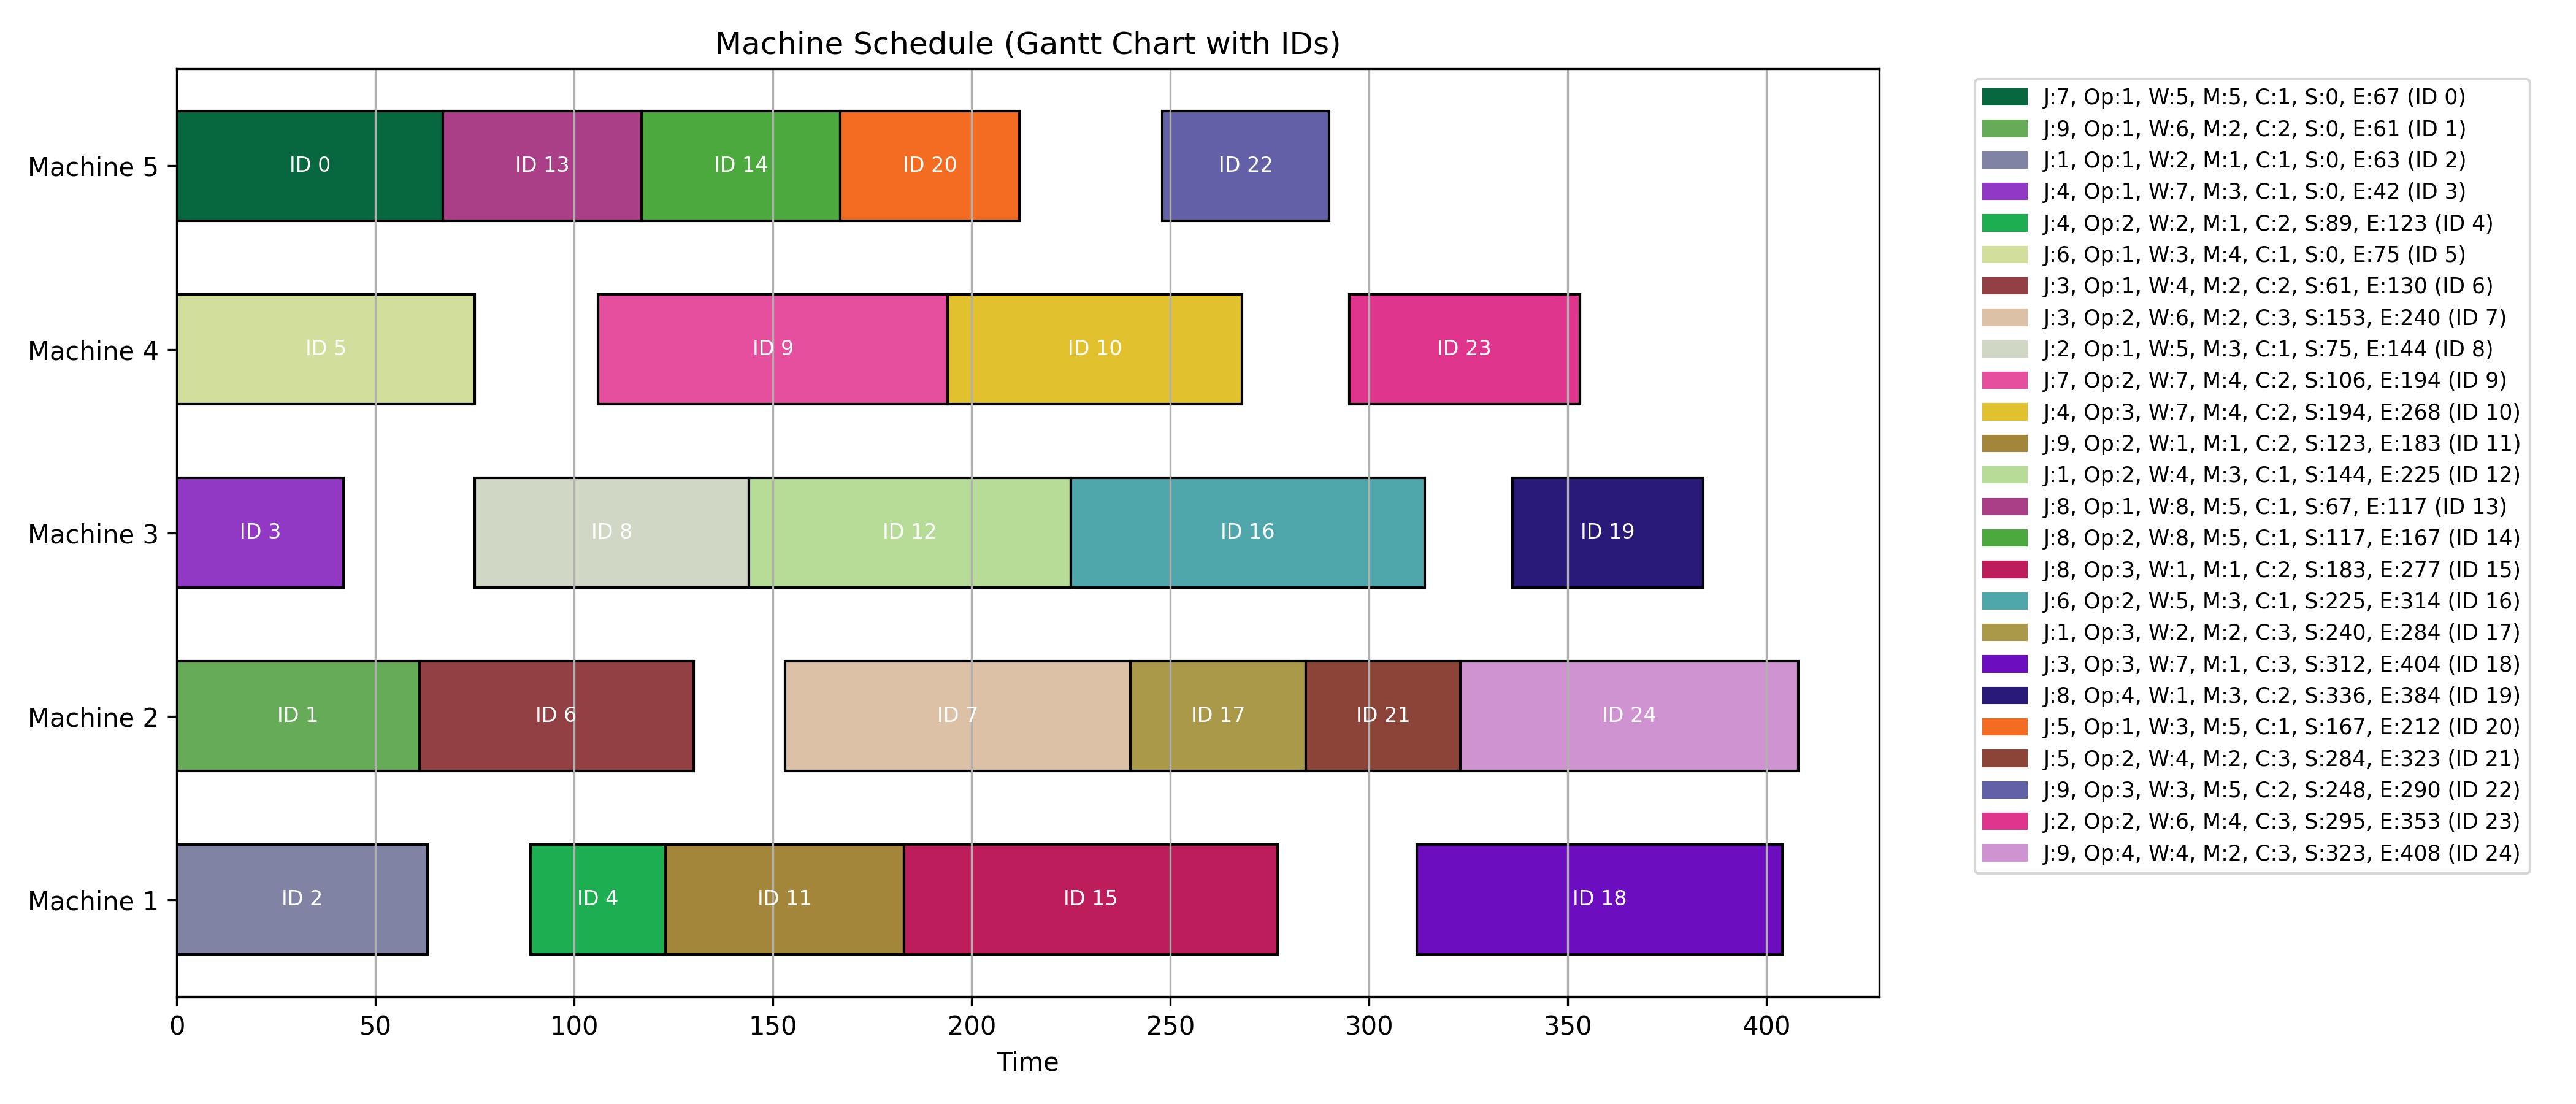 Machine Schedule (Gantt Chart with IDs)
Machine 5
ID 0
ID 13
ID 14
ID 20
ID 22
Machine 4
ID 5
ID 9
ID 10
ID 23
Machine 3
ID 3
ID 8
ID 12
ID 16
ID 19
Machine 2
ID 1
ID 6
ID 7
ID 17
ID 21
ID 24
Machine 1
ID 2
ID 4
ID 11
ID 15
ID 18
0 50 100 150 200 250 300 350 400
Time
J:7, Op:1, W:5, M:5, C:1, S:0, E:67 (ID 0)
J:9, Op:1, W:6, M:2, C:2, S:0, E:61 (ID 1)
J:1, Op:1, W:2, M:1, C:1, S:0, E:63 (ID 2)
J:4, Op:1, W:7, M:3, C:1, S:0, E:42 (ID 3)
J:4, Op:2, W:2, M:1, C:2, S:89, E:123 (ID 4)
J:6, Op:1, W:3, M:4, C:1, S:0, E:75 (ID 5)
J:3, Op:1, W:4, M:2, C:2, S:61, E:130 (ID 6)
J:3, Op:2, W:6, M:2, C:3, S:153, E:240 (ID 7)
J:2, Op:1, W:5, M:3, C:1, S:75, E:144 (ID 8)
J:7, Op:2, W:7, M:4, C:2, S:106, E:194 (ID 9)
J:4, Op:3, W:7, M:4, C:2, S:194, E:268 (ID 10)
J:9, Op:2, W:1, M:1, C:2, S:123, E:183 (ID 11)
J:1, Op:2, W:4, M:3, C:1, S:144, E:225 (ID 12)
J:8, Op:1, W:8, M:5, C:1, S:67, E:117 (ID 13)
J:8, Op:2, W:8, M:5, C:1, S:117, E:167 (ID 14)
J:8, Op:3, W:1, M:1, C:2, S:183, E:277 (ID 15)
J:6, Op:2, W:5, M:3, C:1, S:225, E:314 (ID 16)
J:1, Op:3, W:2, M:2, C:3, S:240, E:284 (ID 17)
J:3, Op:3, W:7, M:1, C:3, S:312, E:404 (ID 18)
J:8, Op:4, W:1, M:3, C:2, S:336, E:384 (ID 19)
J:5, Op:1, W:3, M:5, C:1, S:167, E:212 (ID 20)
J:5, Op:2, W:4, M:2, C:3, S:284, E:323 (ID 21)
J:9, Op:3, W:3, M:5, C:2, S:248, E:290 (ID 22)
J:2, Op:2, W:6, M:4, C:3, S:295, E:353 (ID 23)
J:9, Op:4, W:4, M:2, C:3, S:323, E:408 (ID 24)